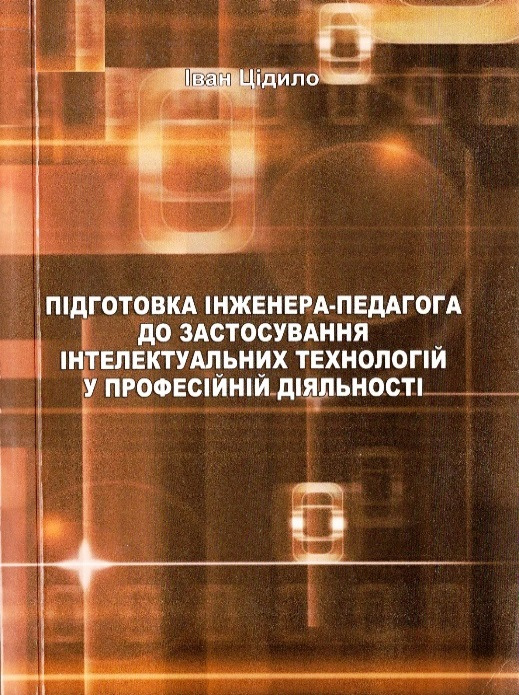 Іван Цідило
ПІДГОТОВКА ІНЖЕНЕРА-ПЕДАГОГА
ДО ЗАСТОСУВАННЯ
ІНТЕЛЕКТУАЛЬНИХ ТЕХНОЛОГІЙ
У ПРОФЕСІЙНІЙ ДІЯЛЬНОСТІ